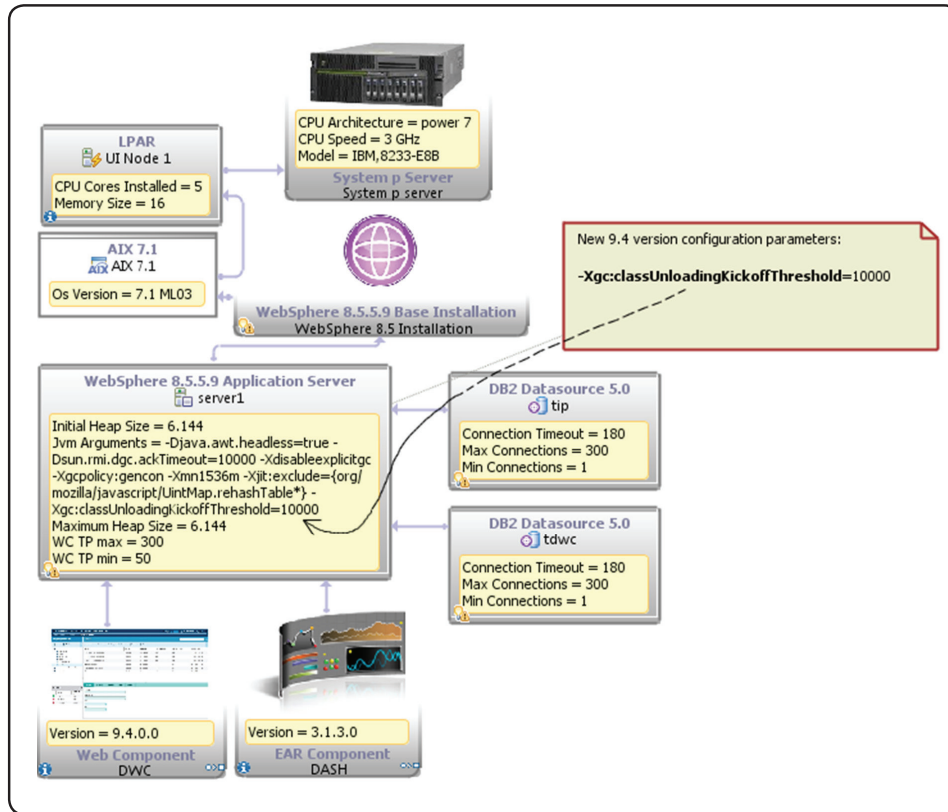 CPU Architecture = power 7
CPU Speed = 3 GHz
Model = IBM,8233-E8B
System p Server
System p server
LPAR
UI Node 1
CPU Cores Installed = 5
Memory Size = 16
AIX 7.1
AIX AIX 7.1
Os Version = 7.1 ML03
WebSphere 8.5.5.9 Base Installation
WebSphere 8.5 Installation
New 9.4 version configuration parameters:
-Xgc:classUnloadingKickoffThreshold=10000
WebSphere 8.5.5.9 Application Server
server1
Initial Heap Size = 6.144
Jvm Arguments = -Djava.awt.headless=true -
Dsun.rmi.dgc.ackTimeout=10000 -Xdisableexplicitgc
-Xgcpolicy:gencon -Xmn1536m -Xjit:exclude={org/
mozilla/javascript/UintMap.rehashTable*} -
Xgc:classUnloadingKickoffThreshold=10000
Maximum Heap Size = 6.144
WC TP max = 300
WC TP min = 50
DB2 Datasource 5.0
tip
Connection Timeout = 180
Max Connections = 300
Min Connections = 1
DB2 Datasource 5.0
tdwc
Connection Timeout = 180
Max Connections = 300
Min Connections = 1
Version = 9.4.0.0
Web Component
DWC
Version = 3.1.3.0
EAR Component
DASH